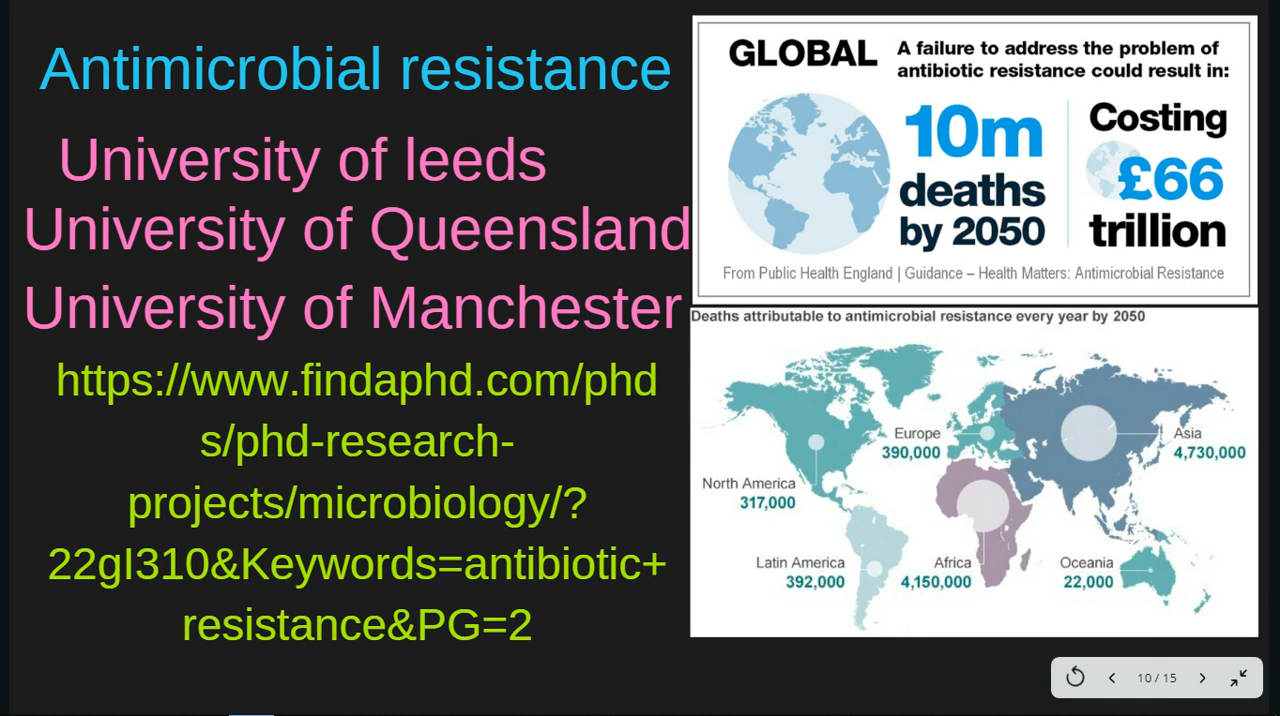 Antimicrobial resistance
University of leeds
University of Queensland
University of Manchester
https://www.findaphd.com/phd
s/phd-research-
projects/microbiology/?
22gI310&Keywords=antibiotic+
resistance&PG=2
GLOBAL
A failure to address the problem of
antibiotic resistance could result in:
10m
deaths
by 2050
Costing
£66
trillion
From Public Health England | Guidance – Health Matters: Antimicrobial Resistance
Deaths attributable to antimicrobial resistance every year by 2050
Europe
390,000
Asia
4,730,000
North America
317,000
Latin America
392,000
Africa
4,150,000
Oceania
22,000
10 / 15